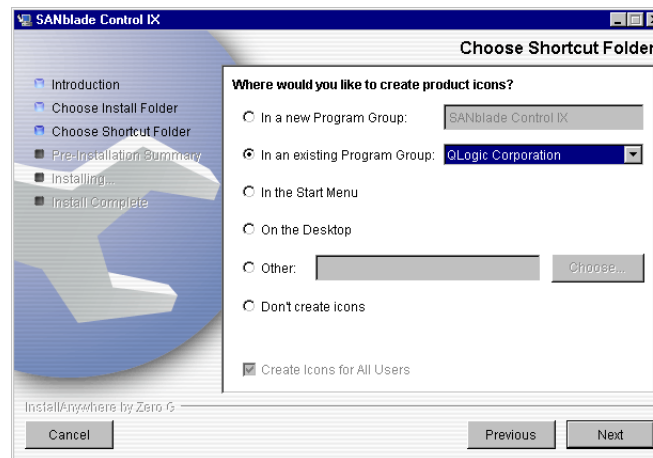 SANblade Control IX
Choose Shortcut Folder
Introduction
Choose Install Folder
Choose Shortcut Folder
Pre-Installation Summary
Installing...
Install Complete
Where would you like to create product icons?
In a new Program Group: SANblade Control IX
In an existing Program Group: QLogic Corporation
In the Start Menu
On the Desktop
Other: Choose...
Don't create icons
Create Icons for All Users
InstallAnywhere by Zero G
Cancel Previous Next